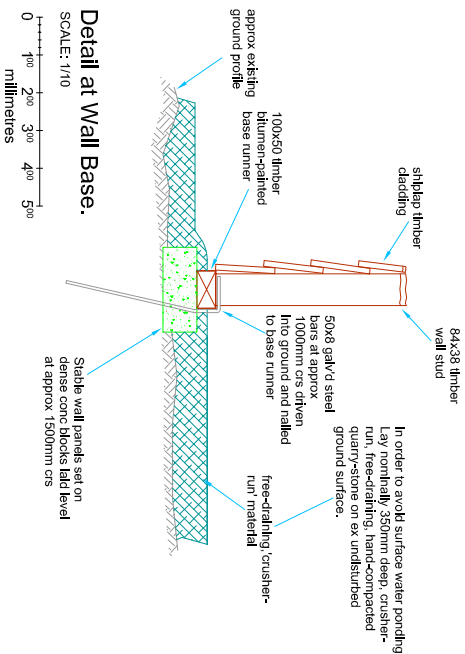 shiplap timber
cladding
84x38 timber
wall stud
approx existing
ground profile
100x50 timber
bitumen-painted
base runner
50x8 galv'd steel
bars at approx
1000mm crs driven
into ground and nailed
to base runner
In order to avoid surface water ponding
Lay nominally 350mm deep, crusher-
run, free-draining, hand-compacted
quarry-stone on ex undisturbed
ground surface.
free-draining,'crusher-
run' material
Stable wall panels set on
dense conc blocks laid level
at approx 1500mm crs
Detail at Wall Base.
SCALE: 1/10
0 100 200 300 400 500
millimetres